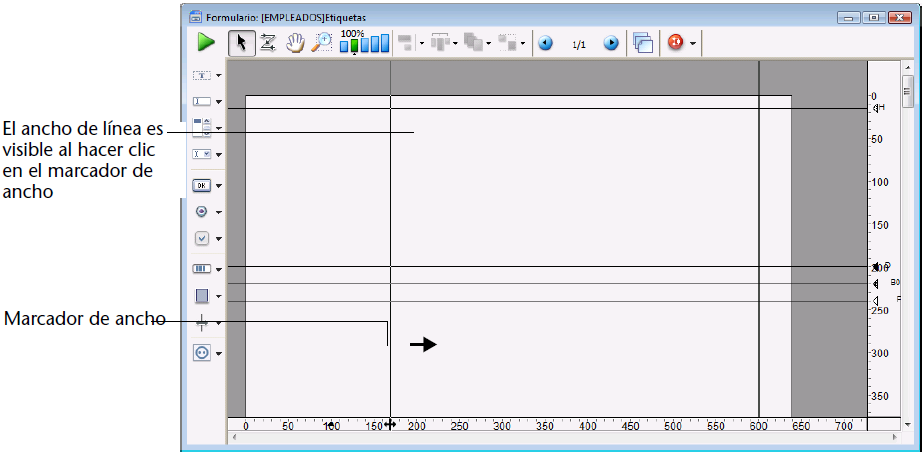 Formulario: [EMPLEADOS]Etiquetas
100%
1/1
El ancho de línea es
visible al hacer clic
en el marcador de
ancho
OK
Marcador de ancho
0
H
50
100
150
D
200
B0
F
250
300
350
0 50 100 150 200 250 300 350 400 450 500 550 600 650 700